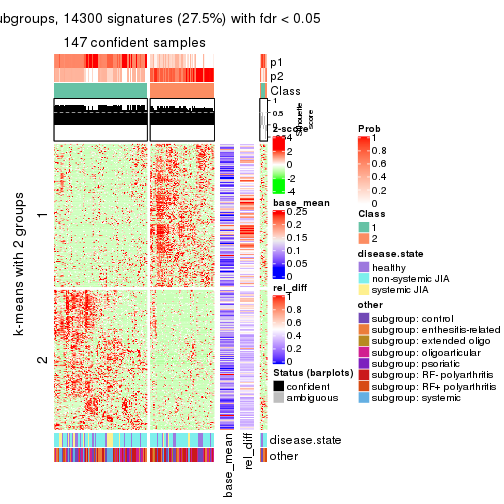 ubgroups, 14300 signatures (27.5%) with fdr < 0.05
147 confident samples
p1
p2
Class
1
0.5
0
Silhouette
score
k-means with 2 groups
1
2
z-score
4
2
0
-2
-4
base_mean
0.25
0.2
0.15
0.1
0.05
0
rel_diff
1
0.8
0.6
0.4
0.2
0
Status (barplots)
confident
ambiguous
Prob
1
0.8
0.6
0.4
0.2
0
Class
1
2
disease.state
healthy
non-systemic JIA
systemic JIA
other
subgroup: control
subgroup: enthesitis-related
subgroup: extended oligo
subgroup: oligoarticular
subgroup: psoriatic
subgroup: RF- polyarthritis
subgroup: RF+ polyarthritis
subgroup: systemic
disease.state
other
base_mean
rel_diff